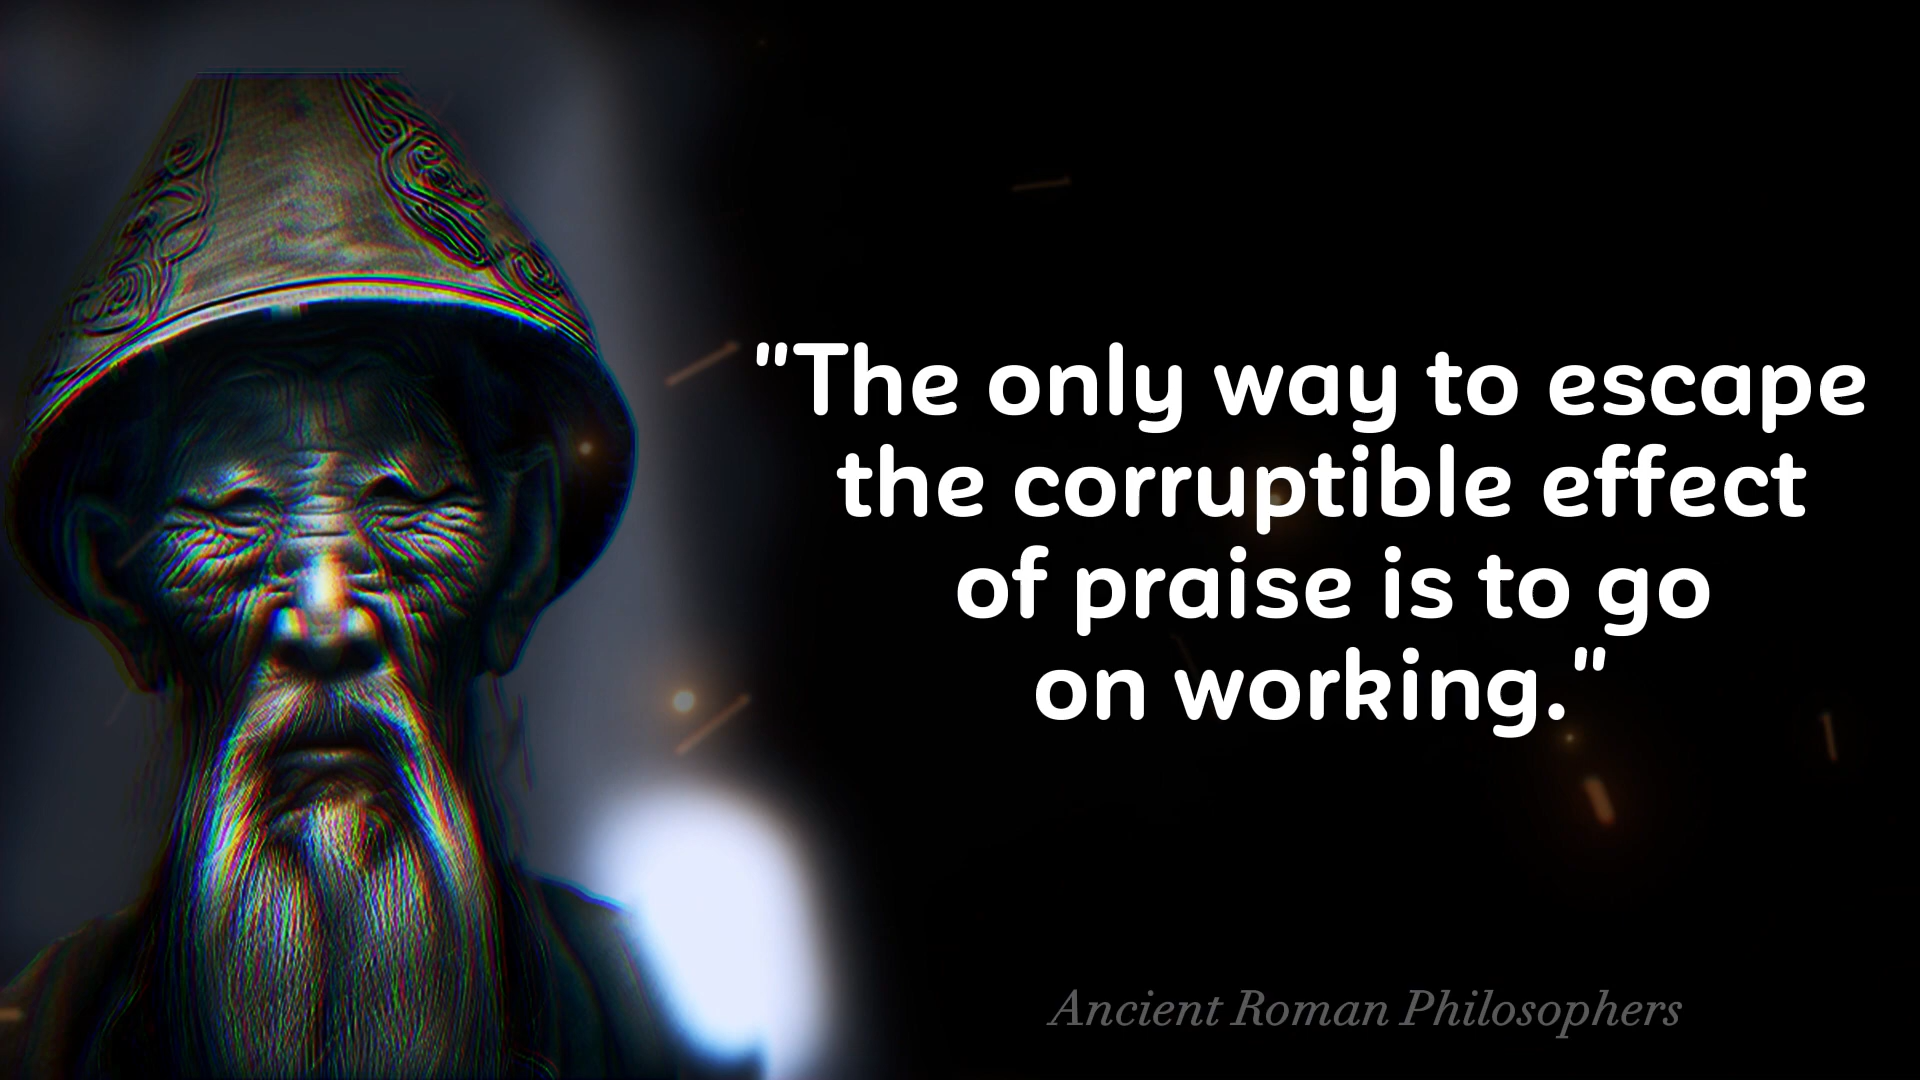 "The only way to escape
the corruptible effect
of praise is to go
on working."
Ancient Roman Philosophers